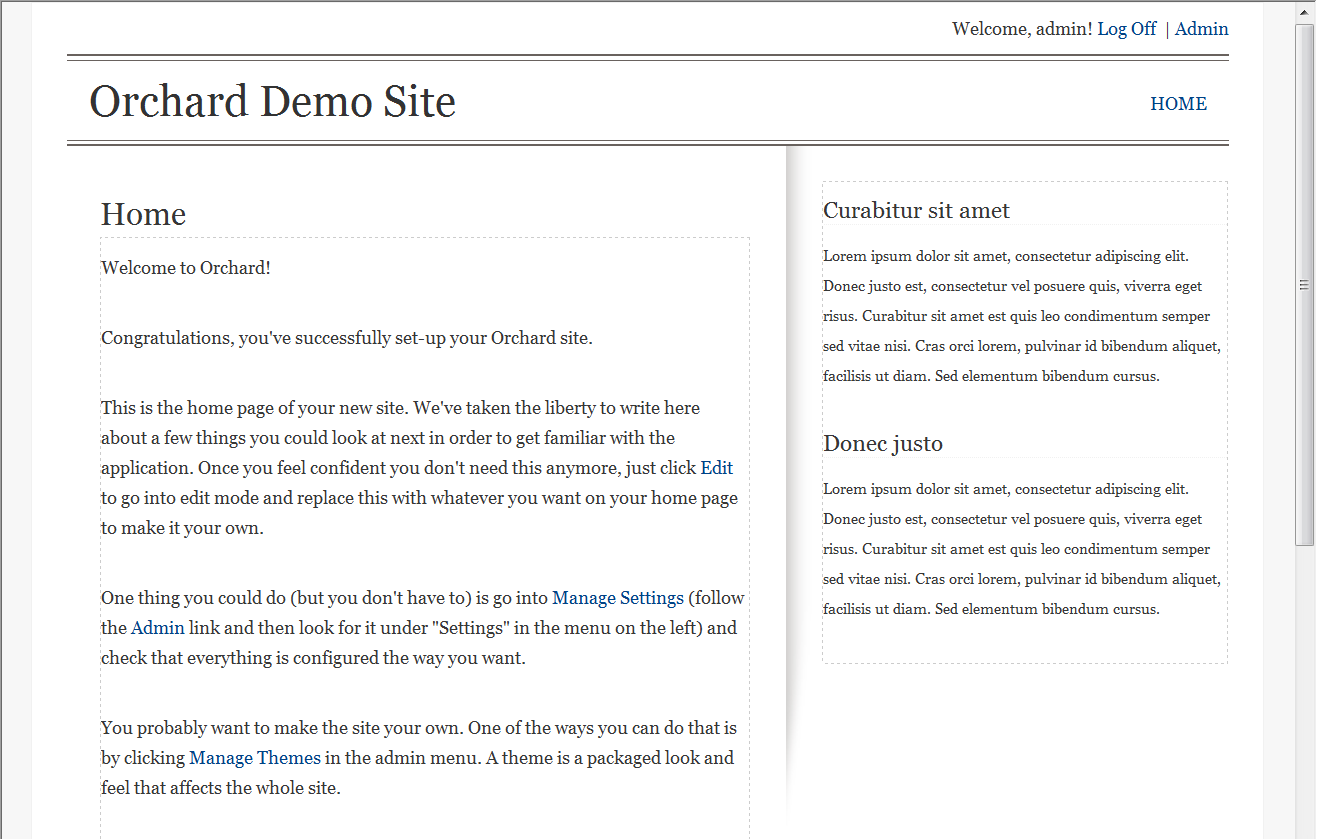 Welcome, admin! Log Off | Admin
Orchard Demo Site
HOME
Home
Welcome to Orchard!
Congratulations, you've successfully set-up your Orchard site.
This is the home page of your new site. We've taken the liberty to write here
about a few things you could look at next in order to get familiar with the
application. Once you feel confident you don't need this anymore, just click Edit
to go into edit mode and replace this with whatever you want on your home page
to make it your own.
One thing you could do (but you don't have to) is go into Manage Settings (follow
the Admin link and then look for it under "Settings" in the menu on the left) and
check that everything is configured the way you want.
You probably want to make the site your own. One of the ways you can do that is
by clicking Manage Themes in the admin menu. A theme is a packaged look and
feel that affects the whole site.
Curabitur sit amet
Lorem ipsum dolor sit amet, consectetur adipiscing elit.
Donec justo est, consectetur vel posuere quis, viverra eget
risus. Curabitur sit amet est quis leo condimentum semper
sed vitae nisi. Cras orci lorem, pulvinar id bibendum aliquet,
facilisis ut diam. Sed elementum bibendum cursus.
Donec justo
Lorem ipsum dolor sit amet, consectetur adipiscing elit.
Donec justo est, consectetur vel posuere quis, viverra eget
risus. Curabitur sit amet est quis leo condimentum semper
sed vitae nisi. Cras orci lorem, pulvinar id bibendum aliquet,
facilisis ut diam. Sed elementum bibendum cursus.